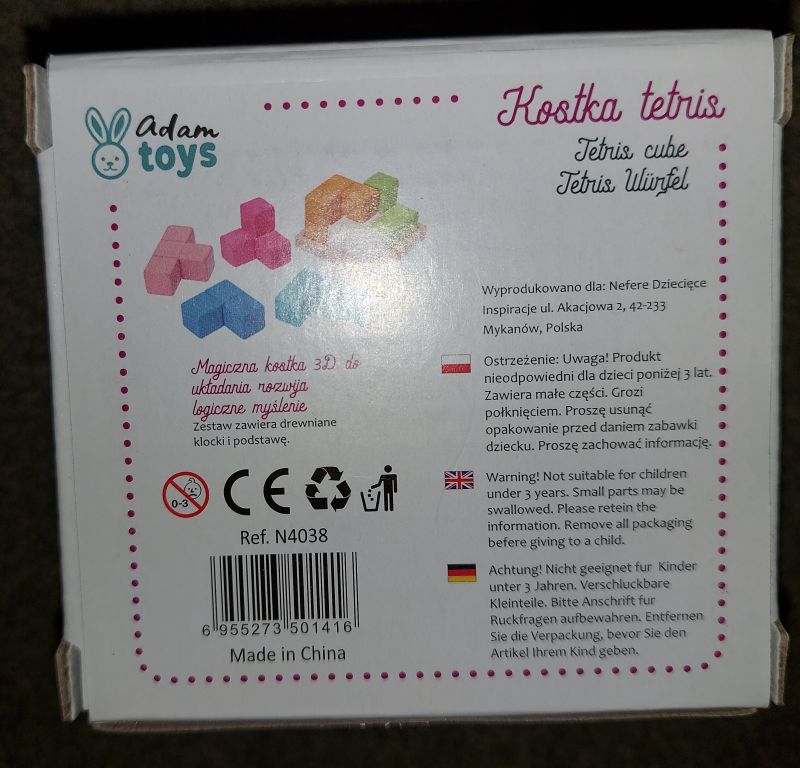 adam
toys
Kostka tetris
Tetris cube
Tetris Würfel
Wyprodukowano dla: Nefere Dziecięce
Inspiracje ul. Akacjowa 2, 42-233
Mykanów, Polska
Magiczna kostka 3D do
układania rozwija
logiczne myślenie
Zestaw zawiera drewniane
klocki i podstawę.
Ostrzeżenie: Uwaga! Produkt
nieodpowiedni dla dzieci poniżej 3 lat.
Zawiera małe części. Grozi
połknięciem. Proszę usunąć
opakowanie przed daniem zabawki
dziecku. Proszę zachować informację.
0-3
CE
Warning! Not suitable for children
under 3 years. Small parts may be
swallowed. Please retein the
information. Remove all packaging
befere giving to a child.
Ref. N4038
6 955273 501416
Made in China
Achtung! Nicht geeignet fur Kinder
unter 3 Jahren. Verschluckbare
Kleinteile. Bitte Anschrift fur
Ruckfragen aufbewahren. Entfernen
Sie die Verpackung, bevor Sie den
Artikel Ihrem Kind geben.